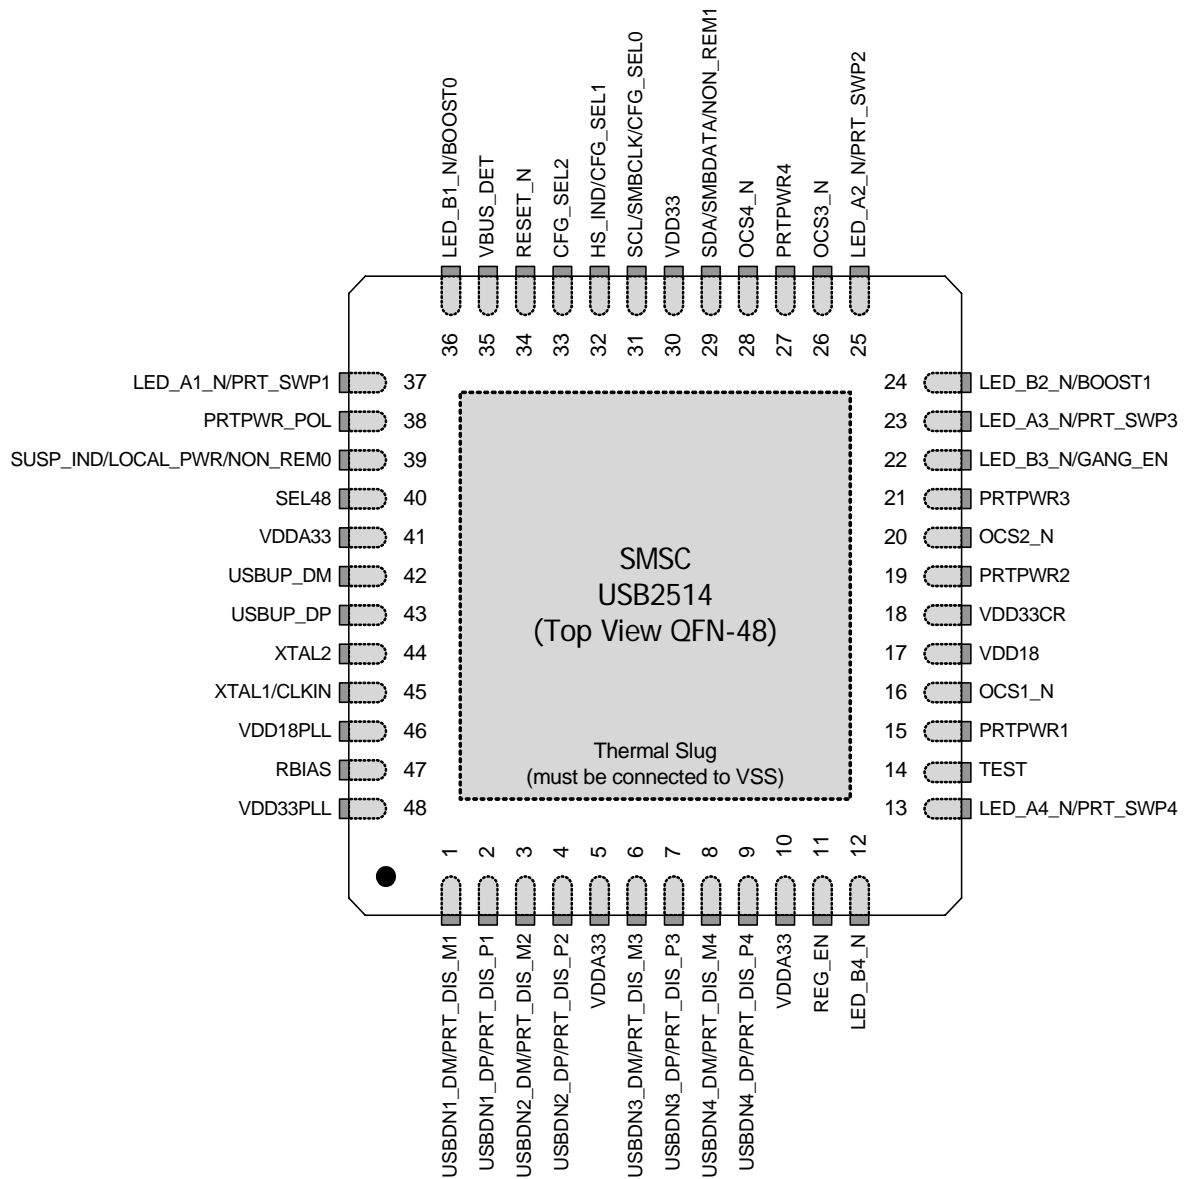 LED_B1_N/BOOST0
VBUS_DET
RESET_N
CFG_SEL2
HS_IND/CFG_SEL1
SCL/SMBCLK/CFG_SEL0
VDD33
SDA/SMBDATA/NON_REM1
OCS4_N
PRTPWR4
OCS3_N
LED_A2_N/PRT_SWP2
36 35 34 33 32 31 30 29 28 27 26 25
LED_A1_N/PRT_SWP1 37
PRTPWR_POL 38
SUSP_IND/LOCAL_PWR/NON_REM0 39
SEL48 40
VDDA33 41
USBUP_DM 42
USBUP_DP 43
XTAL2 44
XTAL1/CLKIN 45
VDD18PLL 46
RBIAS 47
VDD33PLL 48
SMSC
USB2514
(Top View QFN-48)
Thermal Slug
(must be connected to VSS)
24 LED_B2_N/BOOST1
23 LED_A3_N/PRT_SWP3
22 LED_B3_N/GANG_EN
21 PRTPWR3
20 OCS2_N
19 PRTPWR2
18 VDD33CR
17 VDD18
16 OCS1_N
15 PRTPWR1
14 TEST
13 LED_A4_N/PRT_SWP4
1 2 3 4 5 6 7 8 9 10 11 12
USBDN1_DM/PRT_DIS_M1
USBDN1_DP/PRT_DIS_P1
USBDN2_DM/PRT_DIS_M2
USBDN2_DP/PRT_DIS_P2
VDDA33
USBDN3_DM/PRT_DIS_M3
USBDN3_DP/PRT_DIS_P3
USBDN4_DM/PRT_DIS_M4
USBDN4_DP/PRT_DIS_P4
VDDA33
REG_EN
LED_B4_N